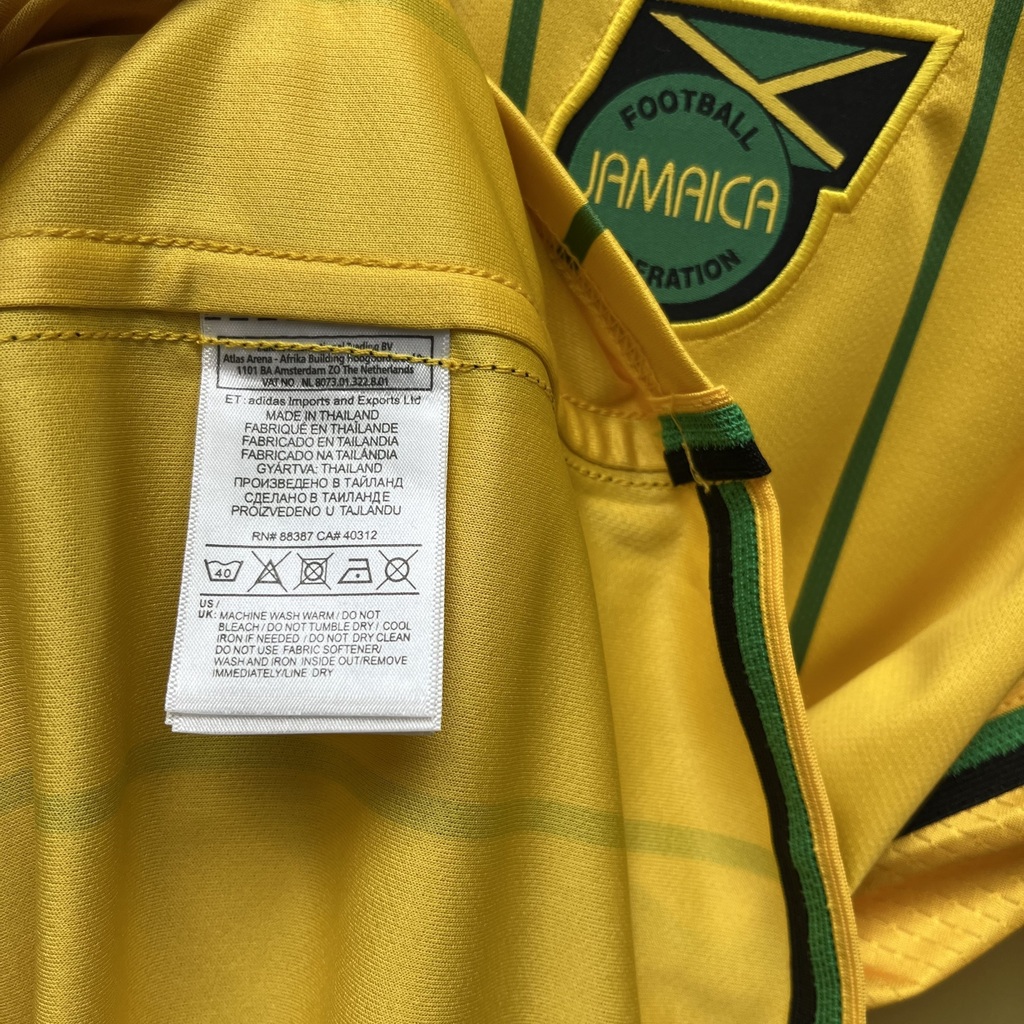 FOOTBALL
JAMAICA
ERATION
Trading BV
Atlas Arena - Afrika Building
1101 BA Amsterdam ZO The Netherlands
VAT NO NL 8073.01.322.B.01
ET : adidas Imports and Exports Ltd
MADE IN THAILAND
FABRIQUÉ EN THAÏLANDE
FABRICADO EN TAILANDIA
FABRICADO NA TAILÂNDIA
GYÁRTVA: THAILAND
ПРОИЗВЕДЕНО В ТАЙЛАНД
СДЕЛАНО В ТАИЛАНДЕ
PROIZVEDENO U TAJLANDU
RN# 88387 CA# 40312
40
US /
UK: MACHINE WASH WARM / DO NOT
BLEACH / DO NOT TUMBLE DRY / COOL
IRON IF NEEDED / DO NOT DRY CLEAN
DO NOT USE FABRIC SOFTENER/
WASH AND IRON INSIDE OUT/REMOVE
IMMEDIATELY/LINE DRY